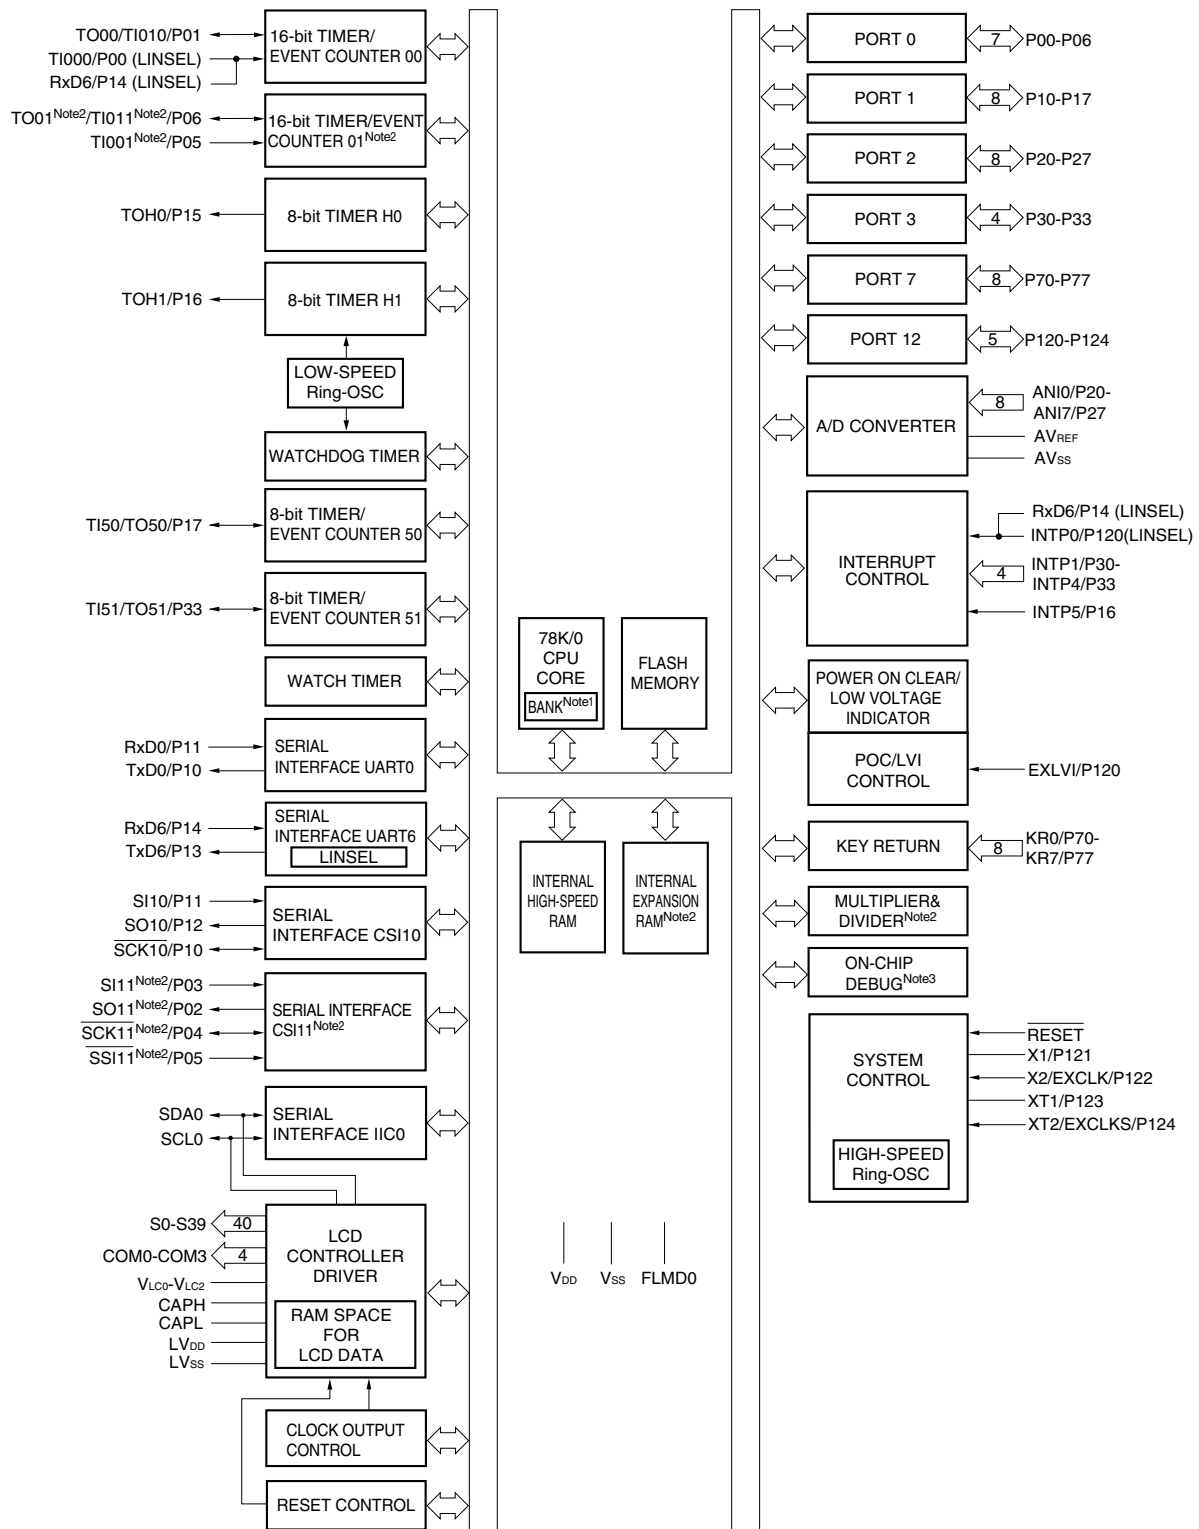 TO00/TI010/P01
TI000/P00 (LINSEL)
RxD6/P14 (LINSEL)
16-bit TIMER/
EVENT COUNTER 00
TO01Note2/TI011Note2/P06
TI001Note2/P05
16-bit TIMER/EVENT
COUNTER 01Note2
TOH0/P15
8-bit TIMER H0
TOH1/P16
8-bit TIMER H1
LOW-SPEED
Ring-OSC
WATCHDOG TIMER
TI50/TO50/P17
8-bit TIMER/
EVENT COUNTER 50
TI51/TO51/P33
8-bit TIMER/
EVENT COUNTER 51
WATCH TIMER
RxD0/P11
TxD0/P10
SERIAL
INTERFACE UART0
RxD6/P14
TxD6/P13
SERIAL
INTERFACE UART6
LINSEL
SI10/P11
SO10/P12
SCK10/P10
SERIAL
INTERFACE CSI10
SI11Note2/P03
SO11Note2/P02
SCK11Note2/P04
SSI11Note2/P05
SERIAL INTERFACE
CSI11Note2
SDA0
SCL0
SERIAL
INTERFACE IIC0
S0-S39
40
COM0-COM3
4
VLC0-VLC2
CAPH
CAPL
LVDD
LVSS
LCD
CONTROLLER
DRIVER
RAM SPACE
FOR
LCD DATA
CLOCK OUTPUT
CONTROL
RESET CONTROL
78K/0
CPU
CORE
BANKNote1
FLASH
MEMORY
INTERNAL
HIGH-SPEED
RAM
INTERNAL
EXPANSION
RAMNote2
VDD
VSS
FLMD0
PORT 0
7
P00-P06
PORT 1
8
P10-P17
PORT 2
8
P20-P27
PORT 3
4
P30-P33
PORT 7
8
P70-P77
PORT 12
5
P120-P124
A/D CONVERTER
8
ANI0/P20-
ANI7/P27
AVREF
AVSS
INTERRUPT
CONTROL
RxD6/P14 (LINSEL)
INTP0/P120(LINSEL)
4
INTP1/P30-
INTP4/P33
INTP5/P16
POWER ON CLEAR/
LOW VOLTAGE
INDICATOR
POC/LVI
CONTROL
EXLVI/P120
KEY RETURN
8
KR0/P70-
KR7/P77
MULTIPLIER&
DIVIDERNote2
ON-CHIP
DEBUGNote3
SYSTEM
CONTROL
HIGH-SPEED
Ring-OSC
RESET
X1/P121
X2/EXCLK/P122
XT1/P123
XT2/EXCLKS/P124